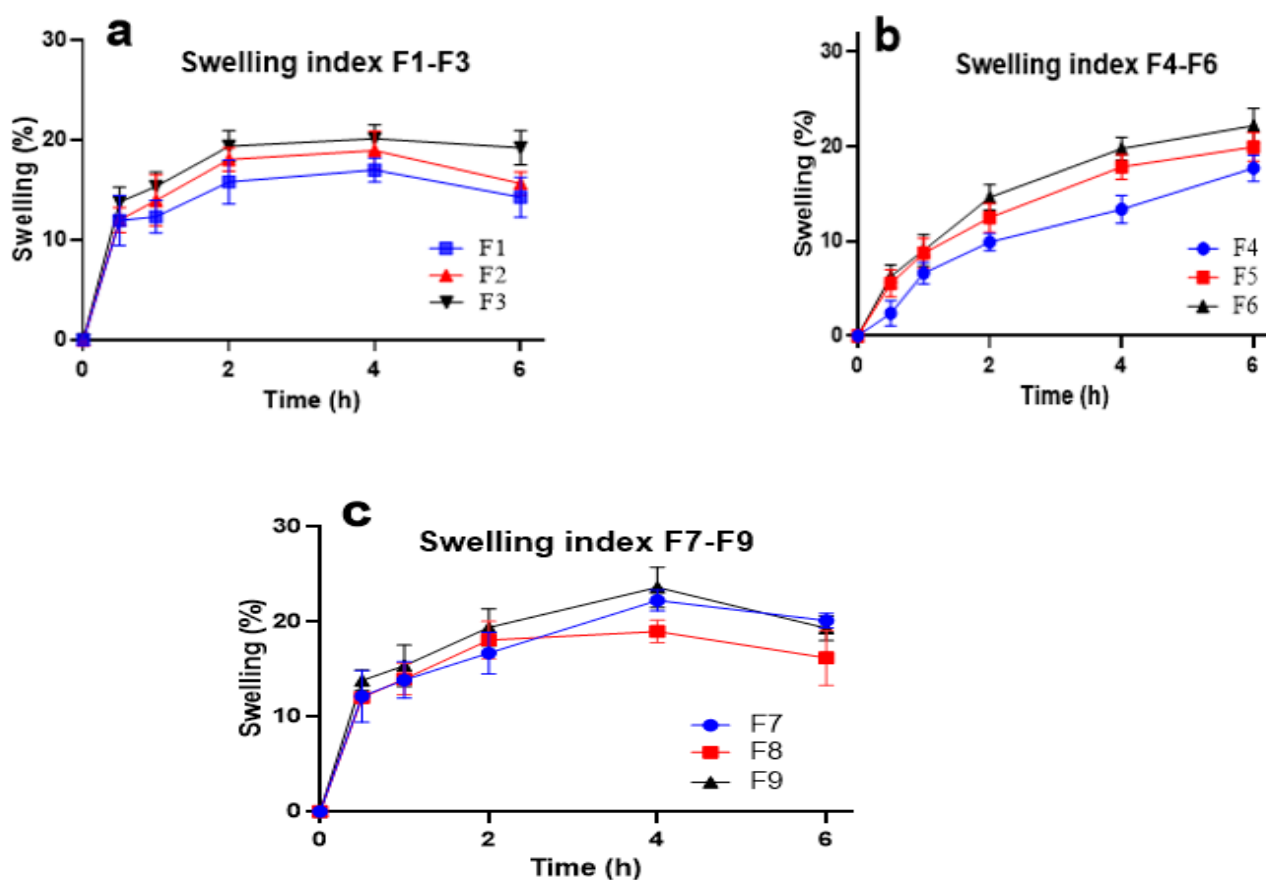 a
Swelling index F1-F3
30
20
10
0
Swelling (%)
F1
F2
F3
0 2 4 6
Time (h)
b
Swelling index F4-F6
30
20
10
0
Swelling (%)
F4
F5
F6
0 2 4 6
Time (h)
c
Swelling index F7-F9
30
20
10
0
Swelling (%)
F7
F8
F9
0 2 4 6
Time (h)